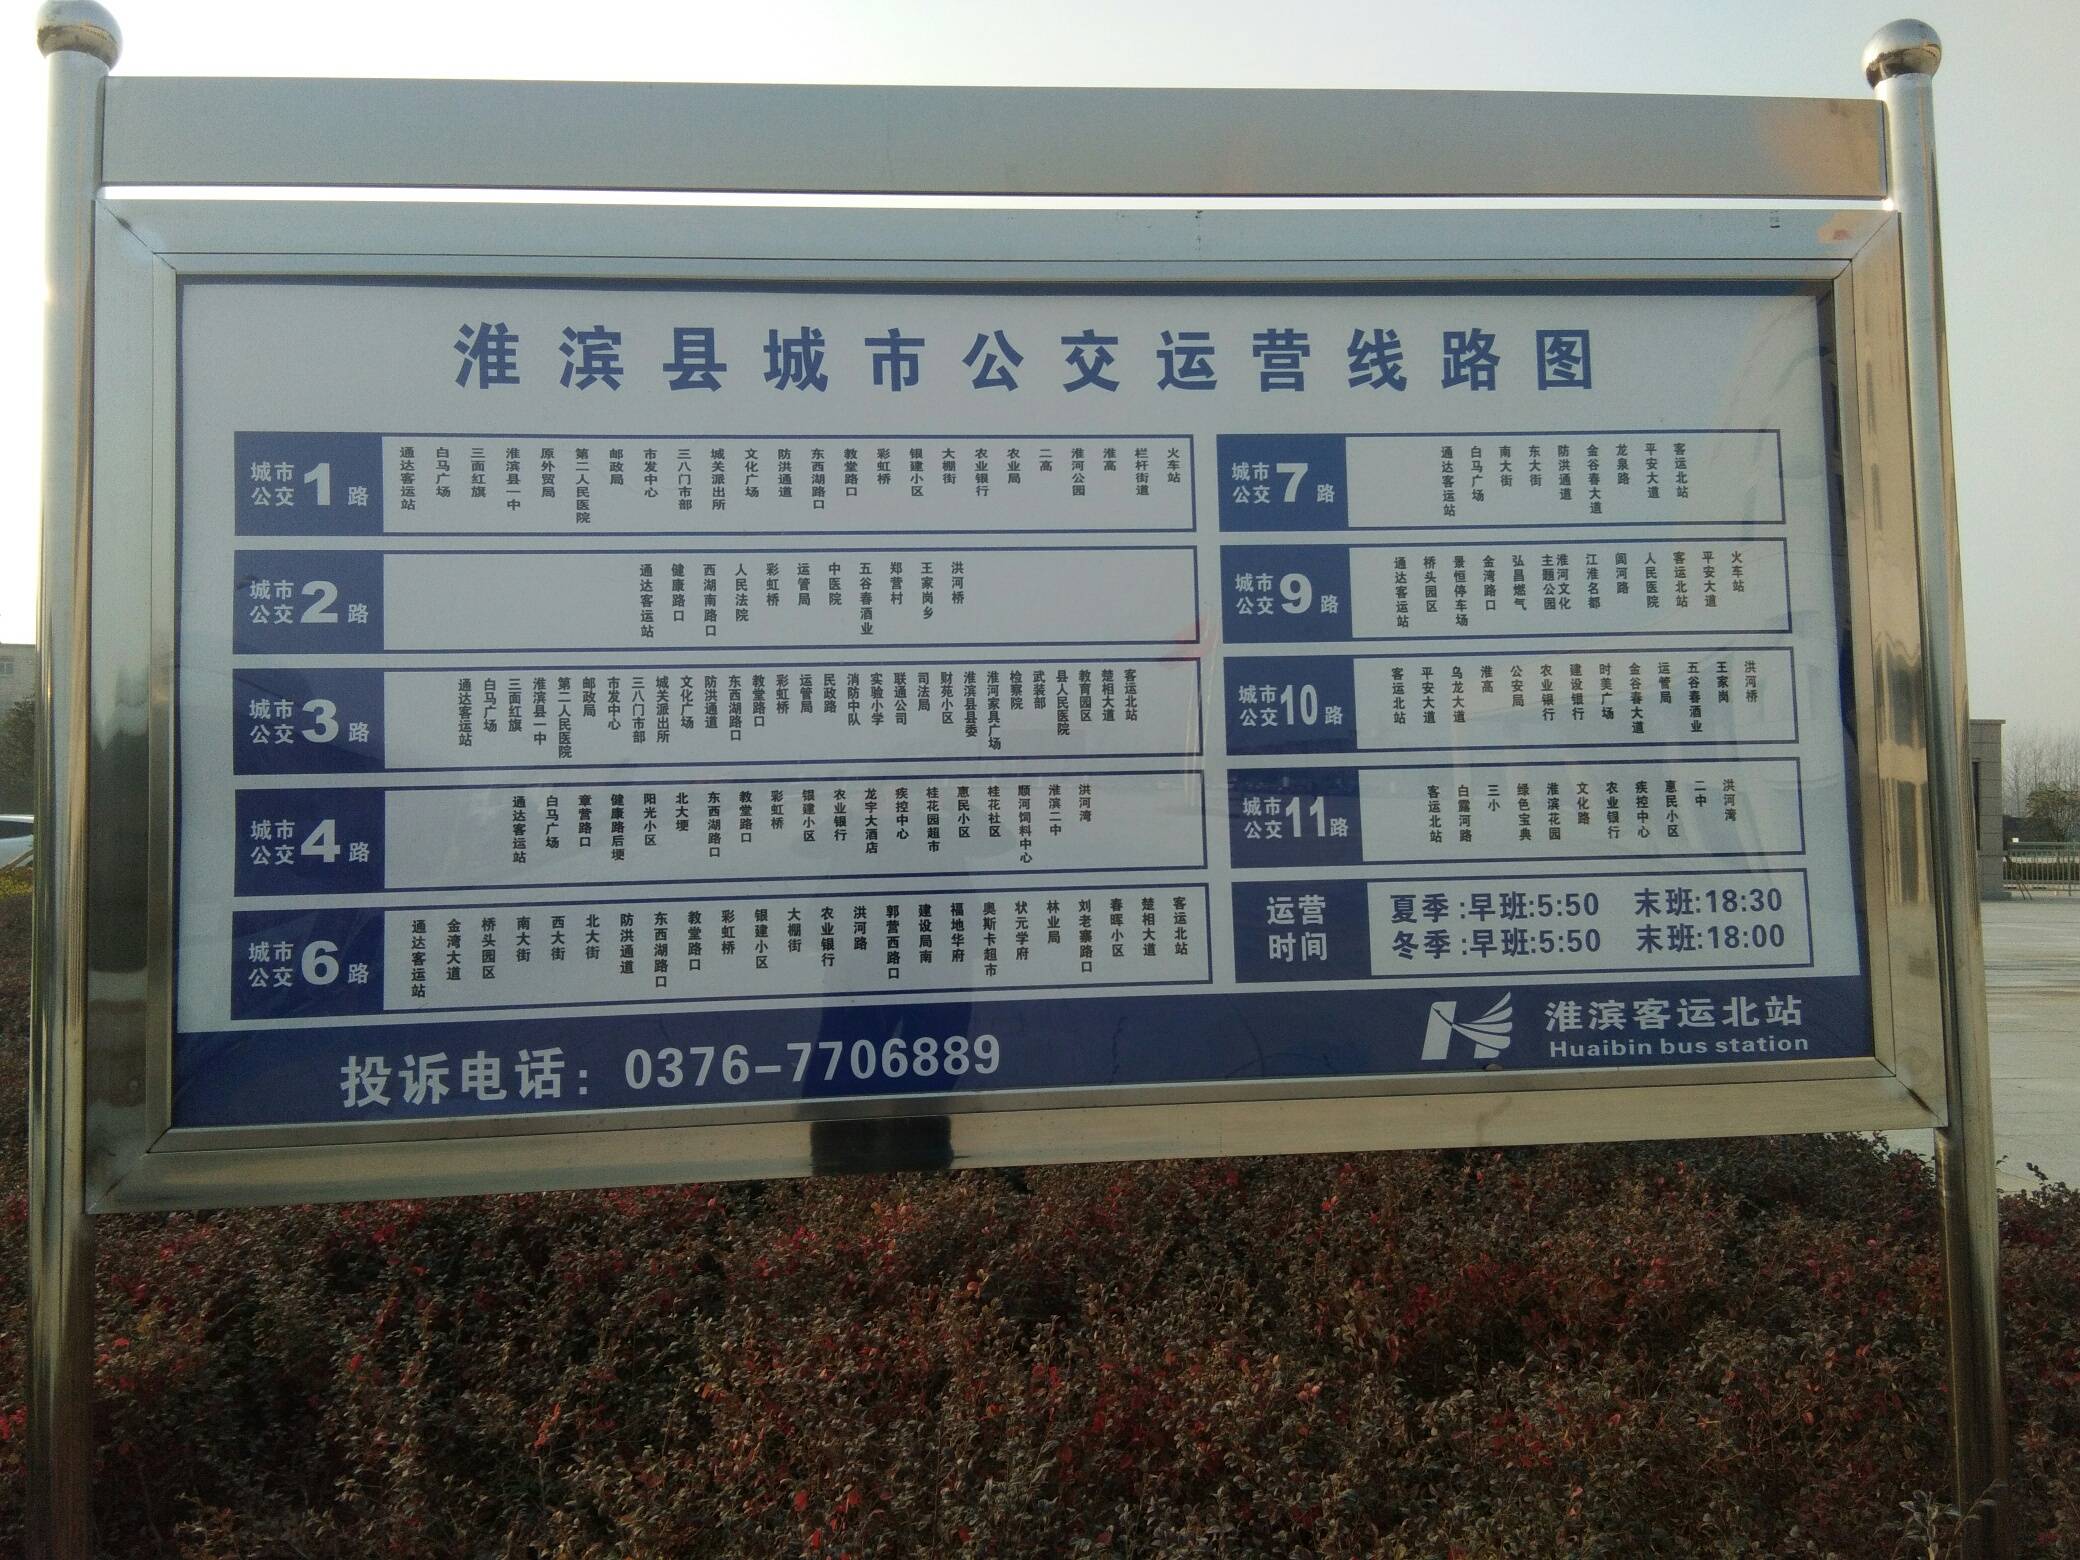 淮滨县城市公交运营线路图
城市公交1路
通达客运站 白马广场 三面红旗 淮滨县一中 原外贸局 第二人民医院 邮政局 市发中心 三八门市部 城关派出所 文化广场 防洪通道 东西湖路口 教堂路口 彩虹桥 银建小区 大棚街 农业银行 农业局 二高 淮河公园 淮高 栏杆街道 火车站
城市公交2路
通达客运站 健康路口 西湖南路口 人民法院 彩虹桥 运管局 中医院 五谷春酒业 郑营村 王家岗乡 洪河桥
城市公交3路
通达客运站 白马广场 三面红旗 淮滨县一中 第二人民医院 邮政局 市发中心 三八门市部 城关派出所 文化广场 防洪通道 东西湖路口 教堂路口 彩虹桥 运管局 民政路 消防中队 实验小学 联通公司 司法局 财苑小区 淮滨县县委 淮河家具广场 检察院 武装部 县人民医院 教育园区 楚相大道 客运北站
城市公交4路
通达客运站 白马广场 章营路口 健康路后埂 阳光小区 北大埂 东西湖路口 教堂路口 彩虹桥 银建小区 农业银行 龙宇大酒店 疾控中心 桂花园超市 惠民小区 桂花社区 顺河饲料中心 淮滨二中 洪河湾
城市公交6路
通达客运站 金湾大道 桥头园区 南大街 西大街 北大街 防洪通道 东西湖路口 教堂路口 彩虹桥 银建小区 大棚街 农业银行 洪河路 郭营西路口 建设局南 福地华府 奥斯卡超市 状元学府 林业局 刘老寨路口 春晖小区 楚相大道 客运北站
城市公交7路
通达客运站 白马广场 南大街 东大街 防洪通道 金谷春大道 龙泉路 平安大道 客运北站
城市公交9路
通达客运站 桥头园区 景恒停车场 金湾路口 弘昌燃气 淮河文化主题公园 江淮名都 闾河路 人民医院 客运北站 平安大道 火车站
城市公交10路
客运北站 平安大道 乌龙大道 淮高 公安局 农业银行 建设银行 时美广场 金谷春大道 运管局 五谷春酒业 王家岗 洪河桥
城市公交11路
客运北站 白露河路 三小 绿色宝典 淮滨花园 文化路 农业银行 疾控中心 惠民小区 二中 洪河湾
运营时间
夏季:早班:5:50 末班:18:30
冬季:早班:5:50 末班:18:00
投诉电话：0376-7706889
淮滨客运北站
Huaibin bus station